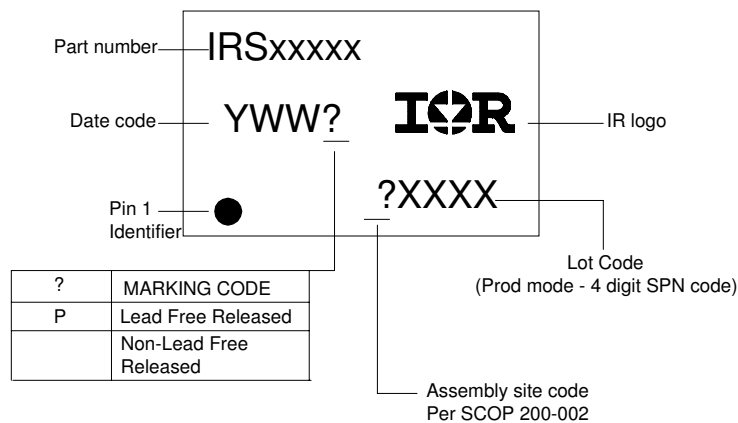 Part number
IRSxxxxx
Date code
YWW?
IOR
IR logo
?XXXX
Pin 1
Identifier
Lot Code
(Prod mode - 4 digit SPN code)
? MARKING CODE
P Lead Free Released
Non-Lead Free
Released
Assembly site code
Per SCOP 200-002